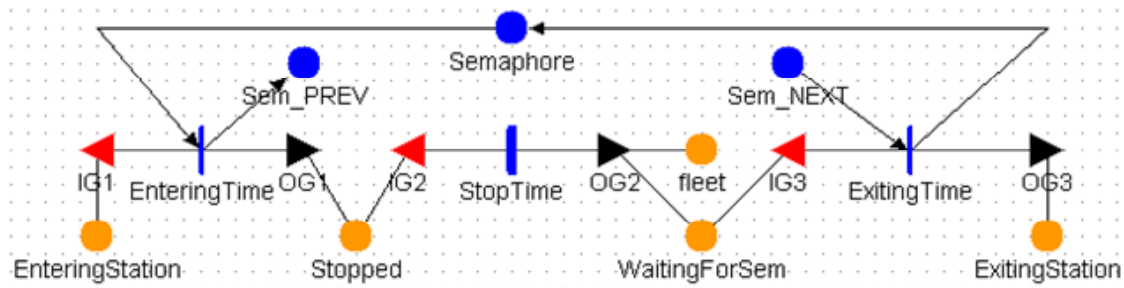 Semaphore
Sem_PREV
Sem_NEXT
IG1
EnteringTime
OG1
IG2
StopTime
OG2
fleet
IG3
ExitingTime
OG3
EnteringStation
Stopped
WaitingForSem
ExitingStation